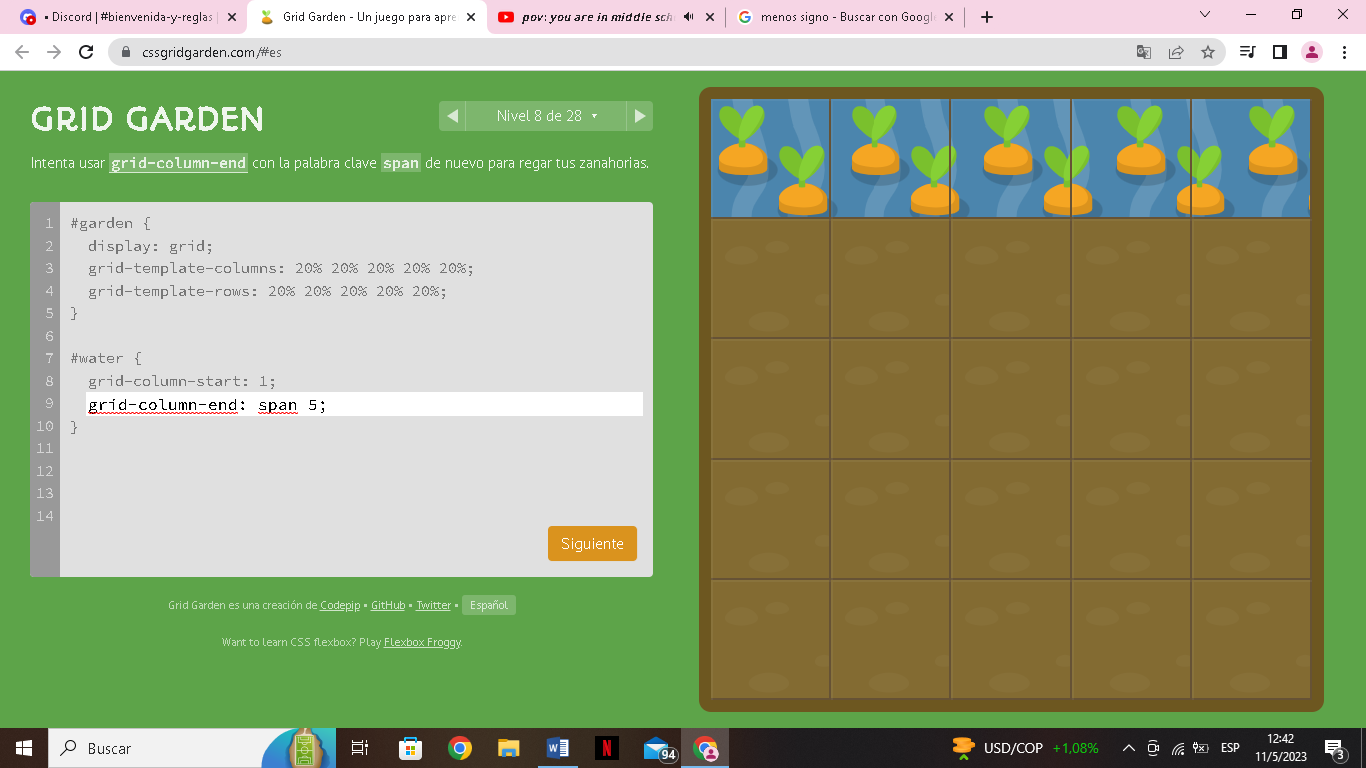 • Discord | #bienvenida-y-reglas |
Grid Garden - Un juego para apre
pov: you are in middle sch
menos signo - Buscar con Google
cssgridgarden.com/#es
GRID GARDEN
Nivel 8 de 28
Intenta usar grid-column-end con la palabra clave span de nuevo para regar tus zanahorias.
1 #garden {
2 display: grid;
3 grid-template-columns: 20% 20% 20% 20% 20%;
4 grid-template-rows: 20% 20% 20% 20% 20%;
5 }
6
7 #water {
8 grid-column-start: 1;
9 grid-column-end: span 5;
10 }
11
12
13
14
Siguiente
Grid Garden es una creación de Codepip • GitHub • Twitter • Español
Want to learn CSS flexbox? Play Flexbox Froggy.
Buscar
N
W
94
USD/COP +1,08%
ESP
12:42
11/5/2023
3